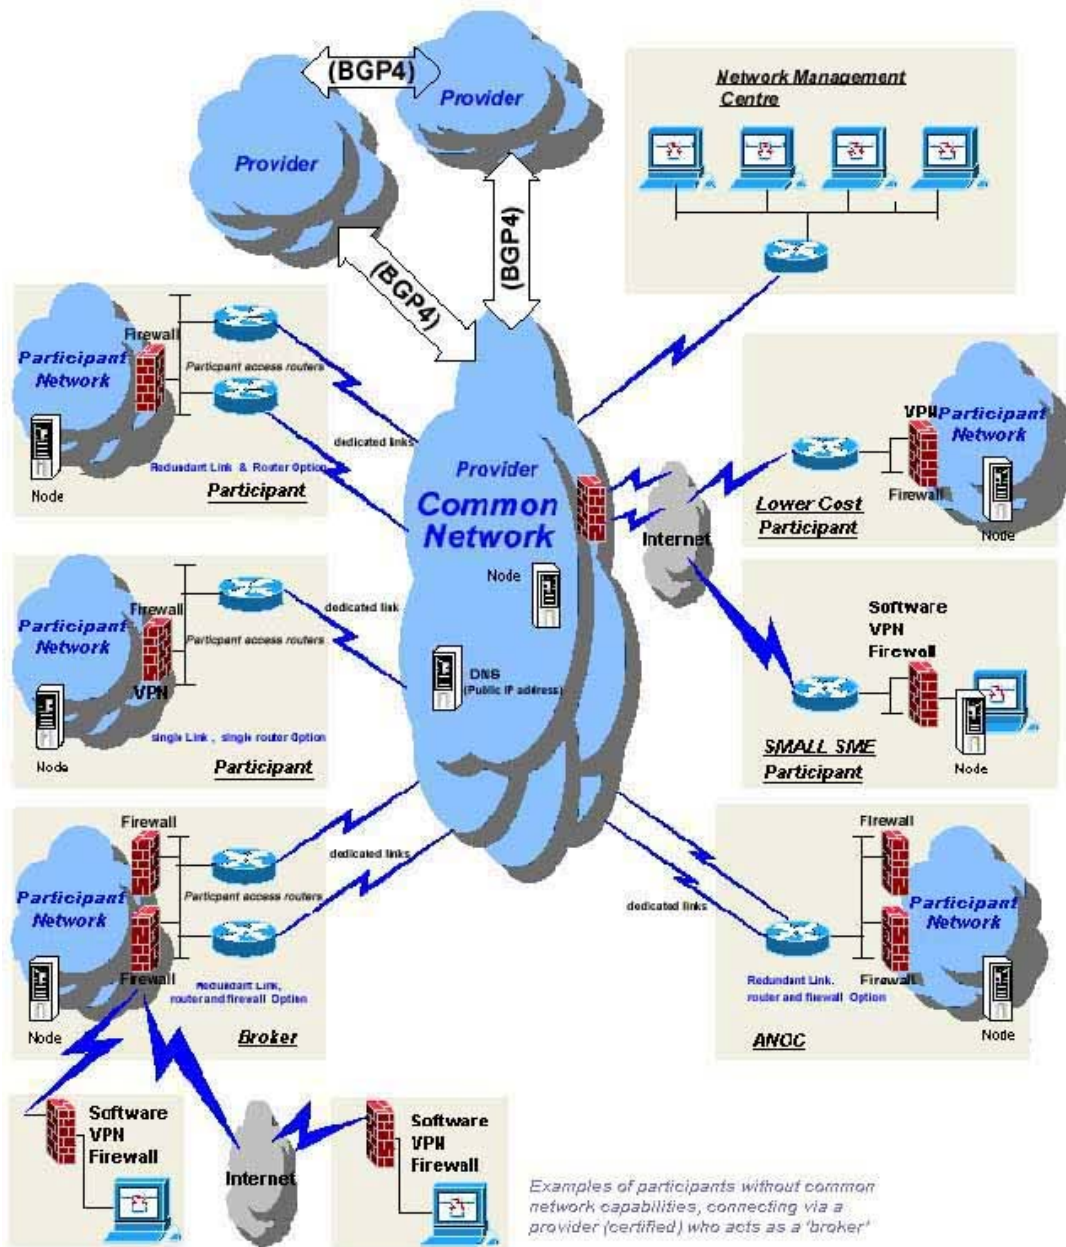 (BGP4)
Provider
Provider
(BGP4)
(BGP4)
Network Management
Centre
Participant
Network
Firewall
Particpant access routers
Redundant Link & Router Option
Participant
Node
dedicated links
Provider
Common
Network
Node
DNS
(Public IP address)
Internet
VPN
Participant
Network
Firewall
Lower Cost
Participant
Node
Participant
Network
Firewall
VPN
Particpant access routers
single Link , single router Option
Participant
Node
dedicated link
Software
VPN
Firewall
SMALL SME
Participant
Node
Firewall
Participant
Network
Particpant access routers
Firewall
Redundant Link,
router and firewall Option
Node
Broker
dedicated links
dedicated links
Firewall
Participant
Network
Firewall
Redundant Link.
router and firewall Option
ANOC
Node
Software
VPN
Firewall
Internet
Software
VPN
Firewall
Examples of participants without common
network capabilities, connecting via a
provider (certified) who acts as a 'broker'